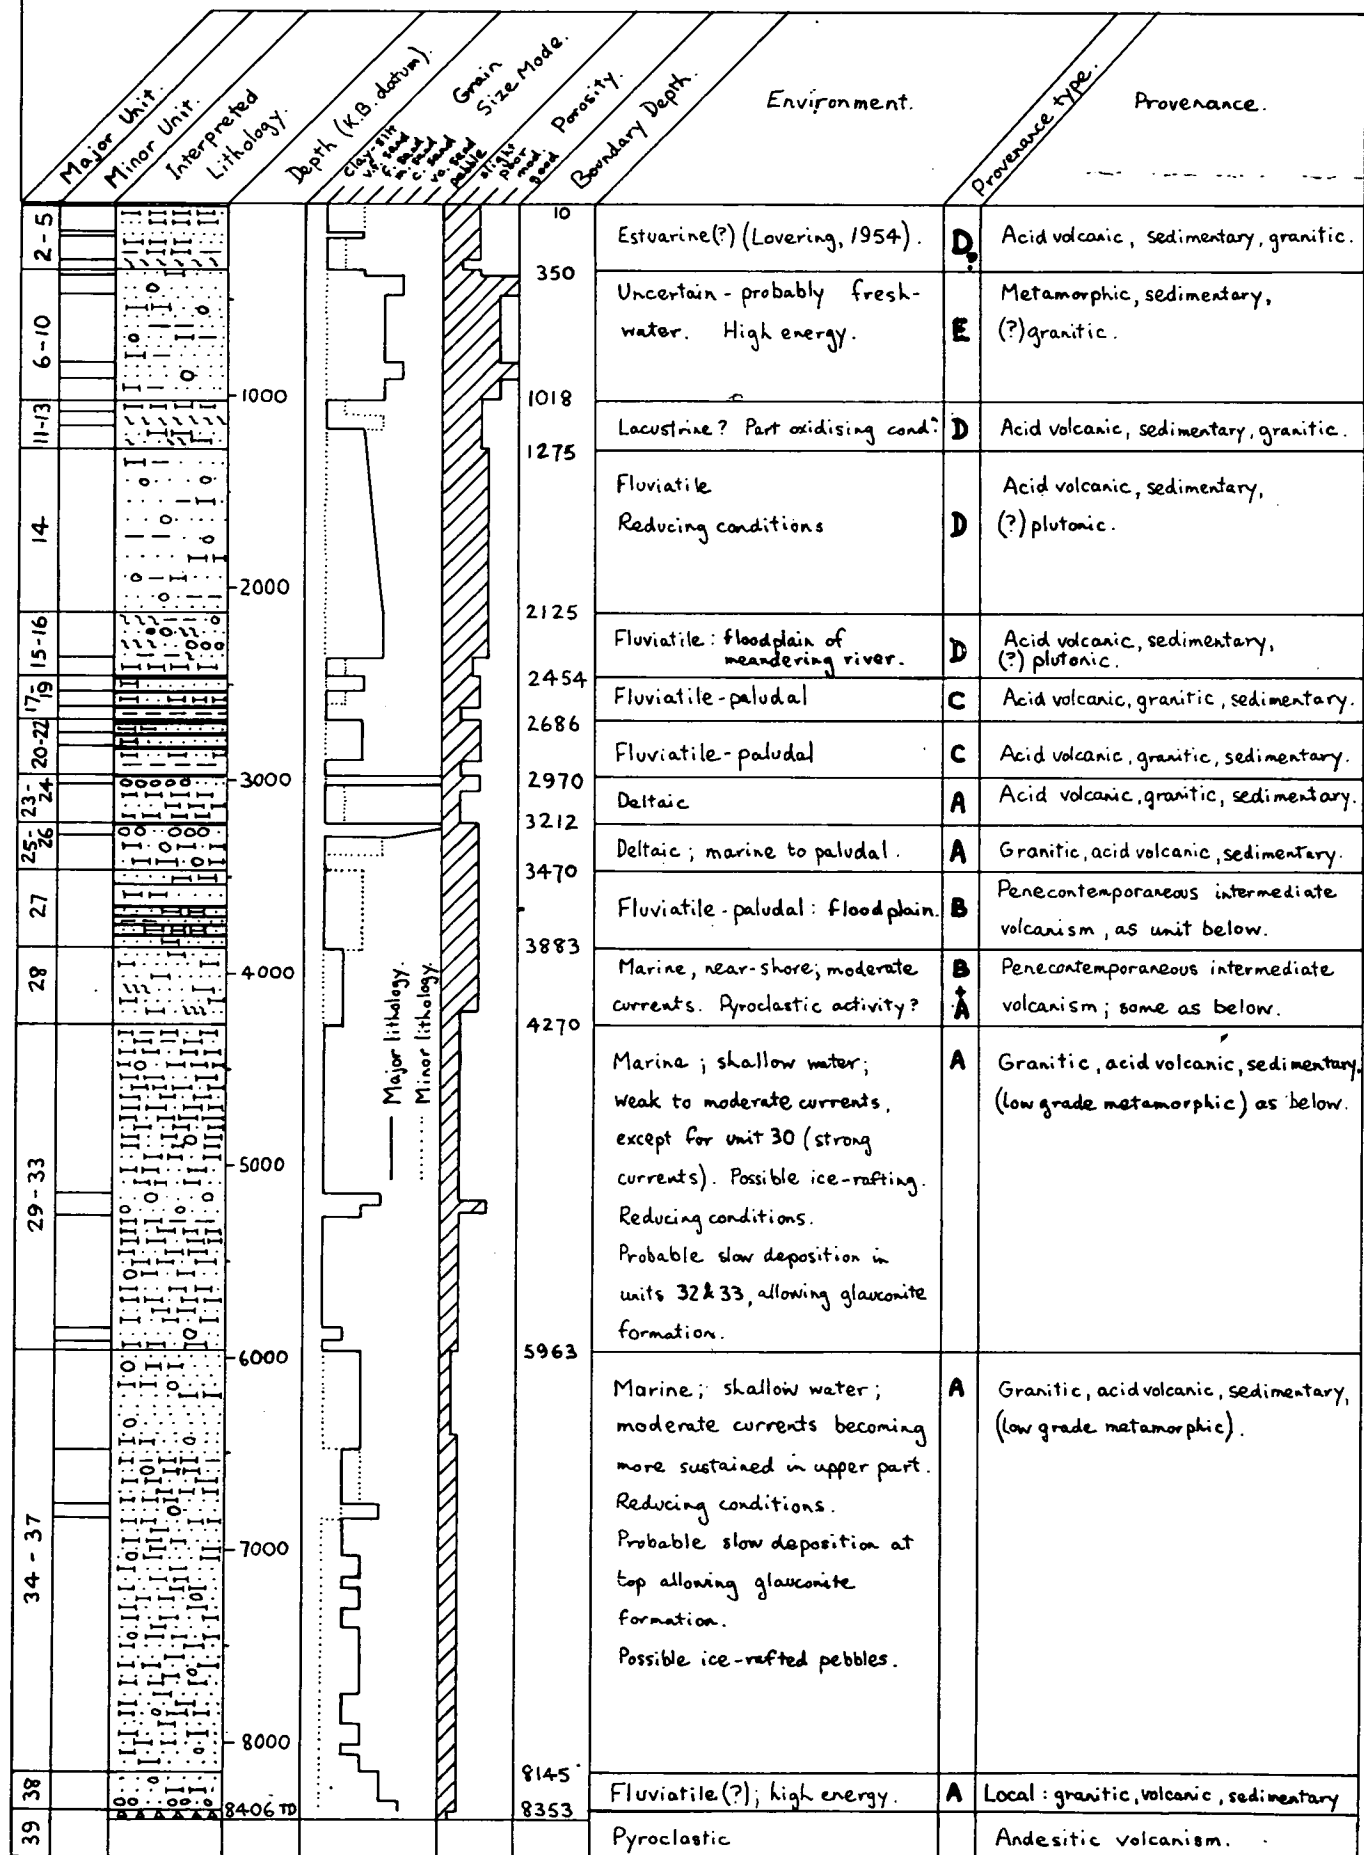 Major Unit.
Minor Unit.
Interpreted
Lithology.
Depth (K.B. datum).
Grain
Size Mode.
clay-silt
v.f. sand
f. sand
m. sand
c. sand
v.c. sand
pebble
Porosity.
slight
poor
mod.
good
Boundary Depth.
Environment.
Provenance type.
Provenance.
2-5
10
Estuarine(?) (Lovering, 1954).
D?
Acid volcanic, sedimentary, granitic.
350
6-10
Uncertain - probably fresh-
water. High energy.
E
Metamorphic, sedimentary,
(?) granitic.
1000
1018
11-13
Lacustrine? Part oxidising cond?
D
Acid volcanic, sedimentary, granitic.
1275
14
Fluviatile
Reducing conditions
D
Acid volcanic, sedimentary,
(?) plutonic.
2000
2125
15-16
Fluviatile: floodplain of
meandering river.
D
Acid volcanic, sedimentary,
(?) plutonic.
2454
17-
19
Fluviatile-paludal
C
Acid volcanic, granitic, sedimentary.
2686
20-22
Fluviatile-paludal
C
Acid volcanic, granitic, sedimentary.
3000
2970
23-
24
Deltaic
A
Acid volcanic, granitic, sedimentary.
3212
25-
26
Deltaic; marine to paludal.
A
Granitic, acid volcanic, sedimentary.
3470
27
Fluviatile-paludal: floodplain.
B
Penecontemporaneous intermediate
volcanism, as unit below.
3883
28
4000
Major lithology.
Minor lithology.
Marine, near-shore; moderate
currents. Pyroclastic activity?
B
+
A
Penecontemporaneous intermediate
volcanism; some as below.
4270
29-33
5000
Marine; shallow water;
weak to moderate currents,
except for unit 30 (strong
currents). Possible ice-rafting.
Reducing conditions.
Probable slow deposition in
units 32 & 33, allowing glauconite
formation.
A
Granitic, acid volcanic, sedimentary.
(low grade metamorphic) as below.
5963
6000
34-37
7000
8000
Marine; shallow water;
moderate currents becoming
more sustained in upper part.
Reducing conditions.
Probable slow deposition at
top allowing glauconite
formation.
Possible ice-rafted pebbles.
A
Granitic, acid volcanic, sedimentary,
(low grade metamorphic).
8145
38
Fluviatile(?); high energy.
A
Local: granitic, volcanic, sedimentary
8406 TD
8353
39
Pyroclastic
Andesitic volcanism.